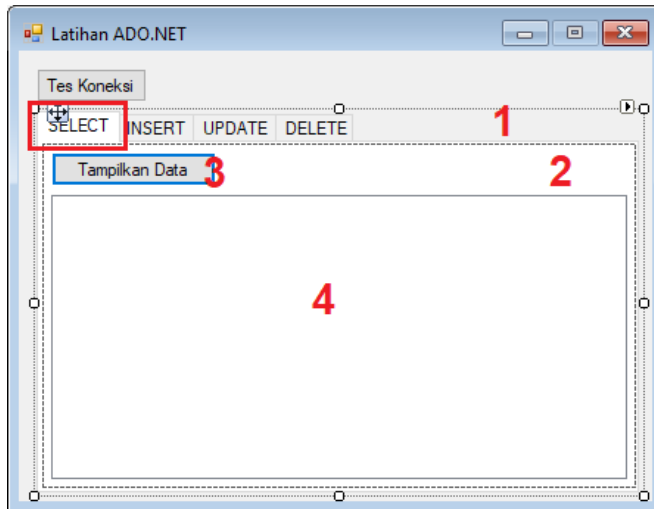 Latihan ADO.NET
Tes Koneksi
SELECT INSERT UPDATE DELETE 1
Tampilkan Data 3 2
4